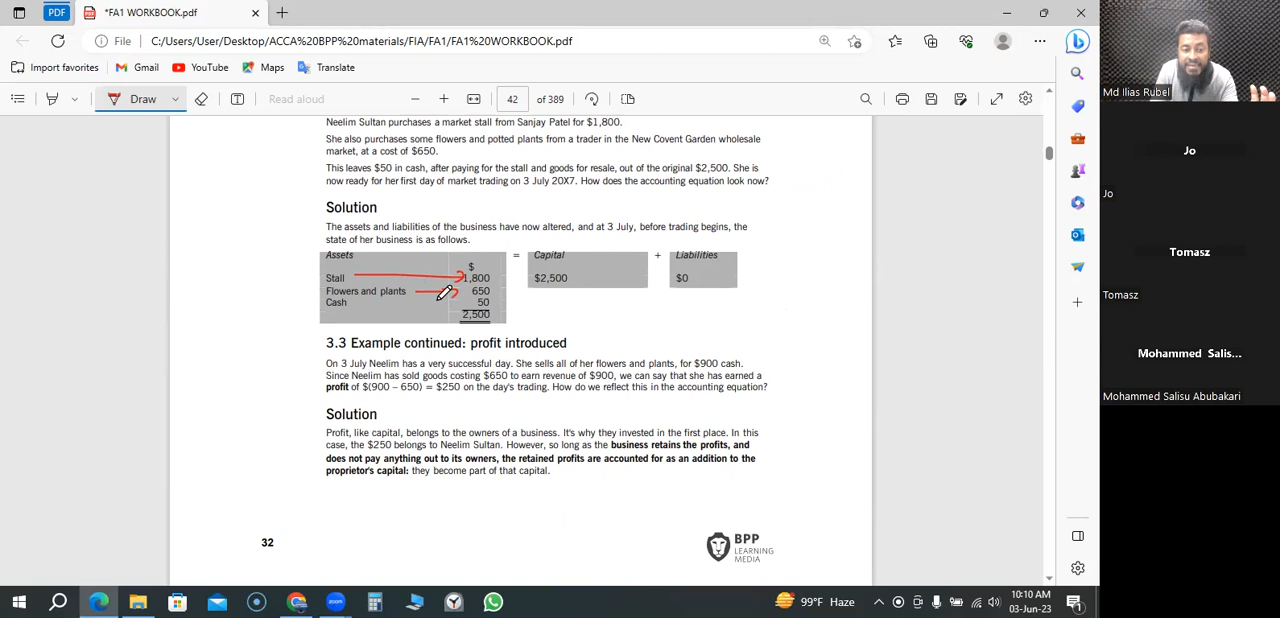 PDF
*FA1 WORKBOOK.pdf
File
C:/Users/User/Desktop/ACCA%20BPP%20materials/FIA/FA1/FA1%20WORKBOOK.pdf
Import favorites
Gmail
YouTube
Maps
Translate
Draw
42 of 389
Read aloud
Neelim Sultan purchases a market stall from Sanjay Patel for $1,800.
She also purchases some flowers and potted plants from a trader in the New Covent Garden wholesale
market, at a cost of $650.
This leaves $50 in cash, after paying for the stall and goods for resale, out of the original $2,500. She is
now ready for her first day of market trading on 3 July 20X7. How does the accounting equation look now?
Solution
The assets and liabilities of the business have now altered, and at 3 July, before trading begins, the
state of her business is as follows.
Assets = Capital + Liabilities
$
Stall 1,800 $2,500 $0
Flowers and plants 650
Cash 50
2,500
3.3 Example continued: profit introduced
On 3 July Neelim has a very successful day. She sells all of her flowers and plants, for $900 cash.
Since Neelim has sold goods costing $650 to earn revenue of $900, we can say that she has earned a
profit of $(900 – 650) = $250 on the day's trading. How do we reflect this in the accounting equation?
Solution
Profit, like capital, belongs to the owners of a business. It's why they invested in the first place. In this
case, the $250 belongs to Neelim Sultan. However, so long as the business retains the profits, and
does not pay anything out to its owners, the retained profits are accounted for as an addition to the
proprietor's capital: they become part of that capital.
32
BPP
LEARNING
MEDIA
Md Ilias Rubel
Jo
Jo
Tomasz
Tomasz
Mohammed Salis...
Mohammed Salisu Abubakari
99°F Haze
10:10 AM
03-Jun-23
1